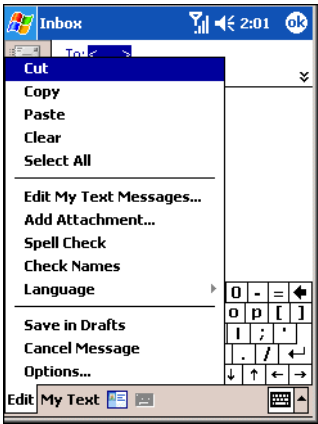 Inbox 2:01 ok
To: < >
Cut
Copy
Paste
Clear
Select All
Edit My Text Messages...
Add Attachment...
Spell Check
Check Names
Language
0 - =
o p [ ]
l ; '
. /
Save in Drafts
Cancel Message
Options...
Edit My Text